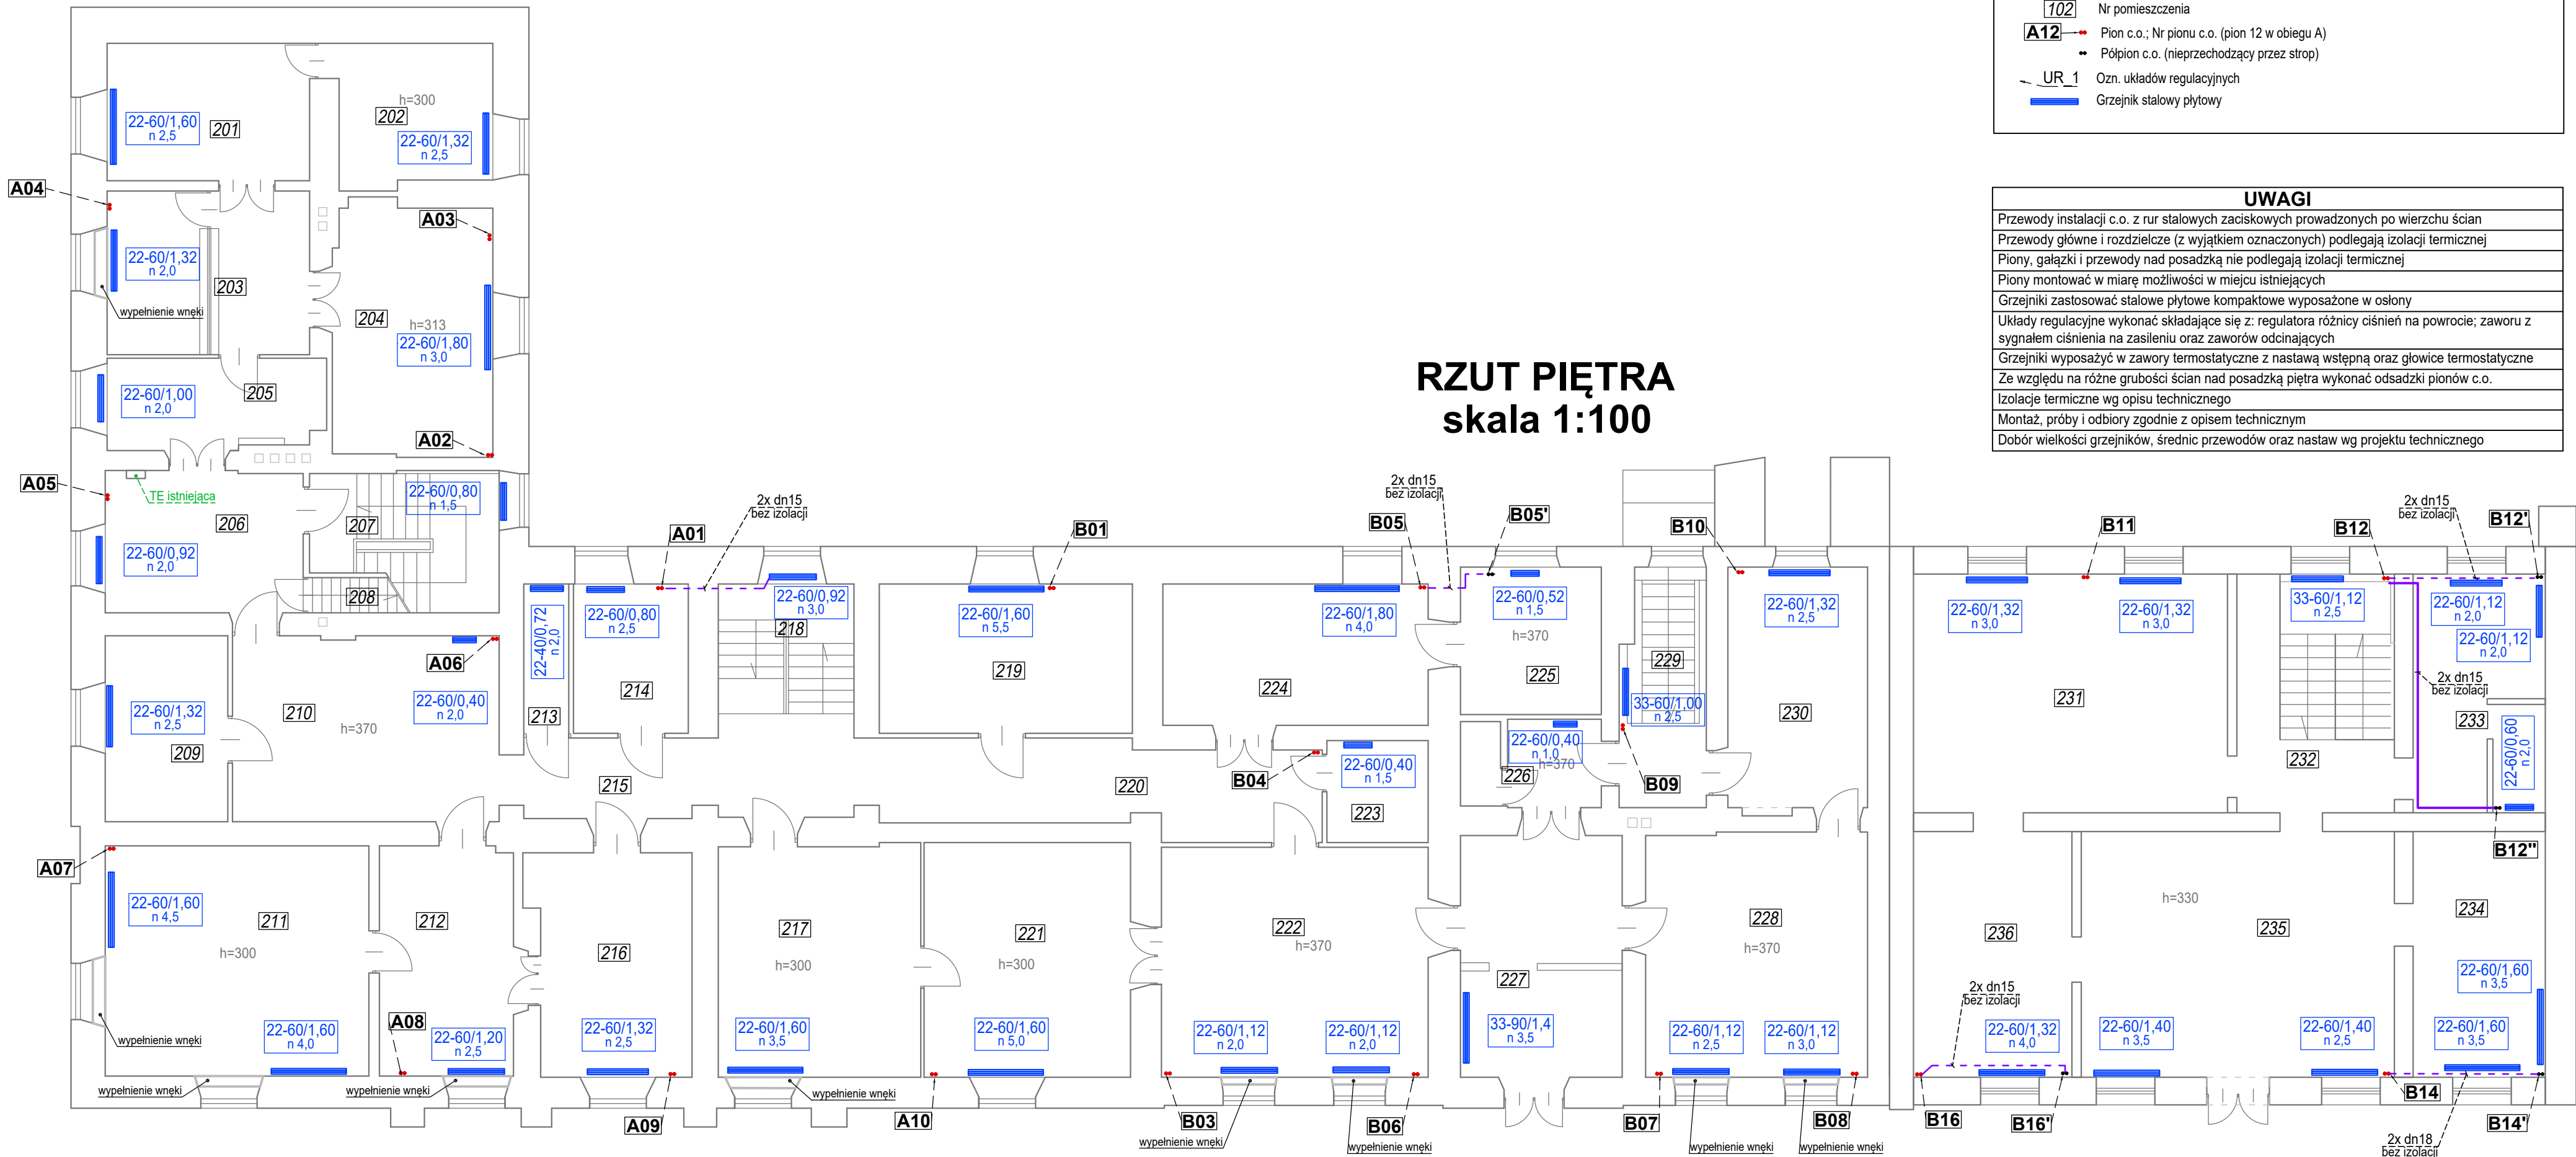 102 Nr pomieszczenia
A12 Pion c.o.; Nr pionu c.o. (pion 12 w obiegu A)
Półpion c.o. (nieprzechodzący przez strop)
UR_1 Ozn. układów regulacyjnych
Grzejnik stalowy płytowy
UWAGI
Przewody instalacji c.o. z rur stalowych zaciskowych prowadzonych po wierzchu ścian
Przewody główne i rozdzielcze (z wyjątkiem oznaczonych) podlegają izolacji termicznej
Piony, gałązki i przewody nad posadzką nie podlegają izolacji termicznej
Piony montować w miarę możliwości w miejcu istniejących
Grzejniki zastosować stalowe płytowe kompaktowe wyposażone w osłony
Układy regulacyjne wykonać składające się z: regulatora różnicy ciśnień na powrocie; zaworu z
sygnałem ciśnienia na zasileniu oraz zaworów odcinających
Grzejniki wyposażyć w zawory termostatyczne z nastawą wstępną oraz głowice termostatyczne
Ze względu na różne grubości ścian nad posadzką piętra wykonać odsadzki pionów c.o.
Izolacje termiczne wg opisu technicznego
Montaż, próby i odbiory zgodnie z opisem technicznym
Dobór wielkości grzejników, średnic przewodów oraz nastaw wg projektu technicznego
RZUT PIĘTRA
skala 1:100
22-60/1,60
n 2,5
201
h=300
202
22-60/1,32
n 2,5
A04
A03
22-60/1,32
n 2,0
203
wypełnienie wnęki
204
h=313
22-60/1,80
n 3,0
22-60/1,00
n 2,0
205
A02
A05
TE istniejąca
206
207
22-60/0,80
n 1,5
22-60/0,92
n 2,0
208
2x dn15
bez izolacji
A01
B01
B05
2x dn15
bez izolacji
B05'
B10
B11
B12
2x dn15
bez izolacji
B12'
22-40/0,72
n 2,0
22-60/0,80
n 2,5
22-60/0,92
n 3,0
218
22-60/1,60
n 5,5
22-60/1,80
n 4,0
22-60/0,52
n 1,5
h=370
22-60/1,32
n 2,5
22-60/1,32
n 3,0
22-60/1,32
n 3,0
33-60/1,12
n 2,5
22-60/1,12
n 2,0
22-60/1,12
n 2,0
A06
22-60/0,40
n 2,0
22-60/1,32
n 2,5
209
210
h=370
213
214
219
224
225
229
33-60/1,00
n 2,5
230
231
2x dn15
bez izolacji
233
22-60/0,60
n 2,0
232
215
220
B04
22-60/0,40
n 1,5
223
22-60/0,40
n 1,0
h=370
226
B09
B12''
A07
22-60/1,60
n 4,5
211
h=300
212
216
217
h=300
221
h=300
222
h=370
227
228
h=370
236
235
h=330
234
22-60/1,60
n 3,5
wypełnienie wnęki
22-60/1,60
n 4,0
A08
22-60/1,20
n 2,5
22-60/1,32
n 2,5
22-60/1,60
n 3,5
22-60/1,60
n 5,0
22-60/1,12
n 2,0
22-60/1,12
n 2,0
33-90/1,4
n 3,5
22-60/1,12
n 2,5
22-60/1,12
n 3,0
2x dn15
bez izolacji
22-60/1,32
n 4,0
22-60/1,40
n 3,5
22-60/1,40
n 2,5
22-60/1,60
n 3,5
wypełnienie wnęki
wypełnienie wnęki
A09
wypełnienie wnęki
A10
B03
wypełnienie wnęki
B06
wypełnienie wnęki
B07
wypełnienie wnęki
B08
wypełnienie wnęki
B16
B16'
B14
2x dn18
bez izolacji
B14'